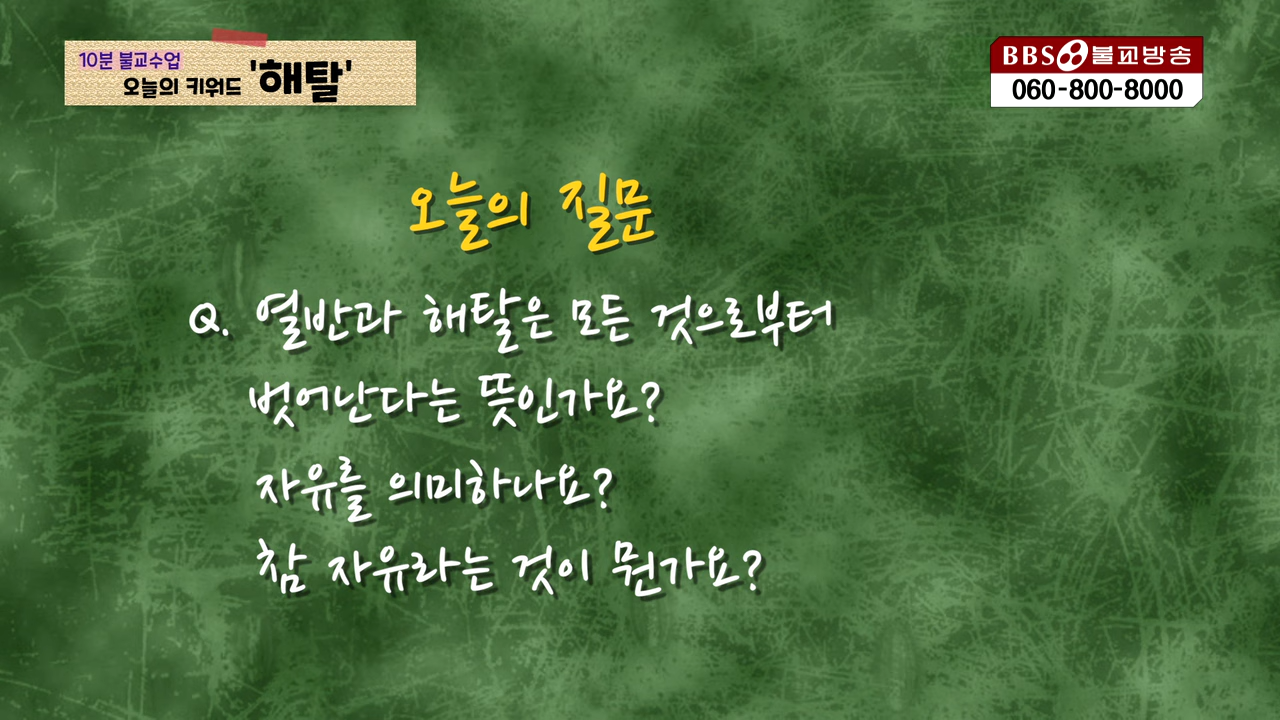 10분 불교수업
오늘의 키워드 '해탈'
BBS 불교방송
060-800-8000
오늘의 질문
Q. 열반과 해탈은 모든 것으로부터
벗어난다는 뜻인가요?
자유를 의미하나요?
참 자유라는 것이 뭔가요?